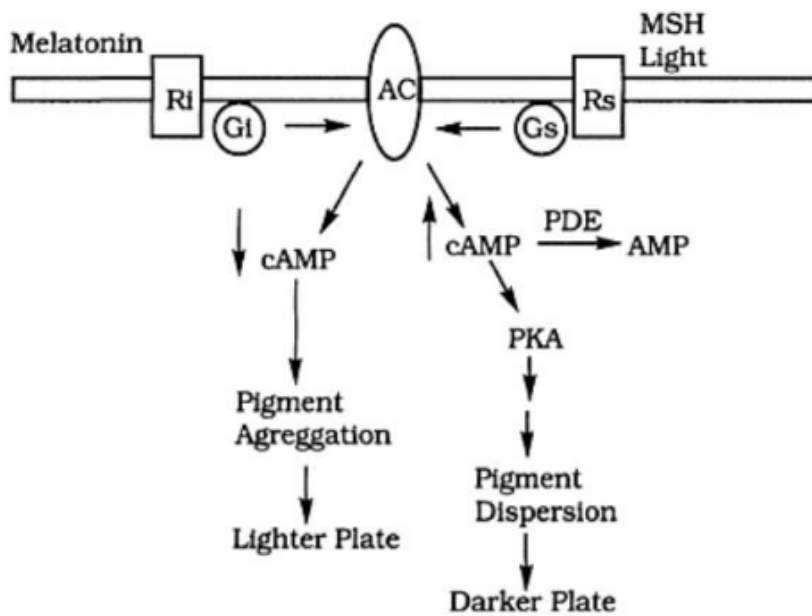 Melatonin
MSH
Light
Ri
AC
Rs
Gi
Gs
cAMP
cAMP
PDE
AMP
PKA
Pigment
Agreggation
Pigment
Dispersion
Lighter Plate
Darker Plate